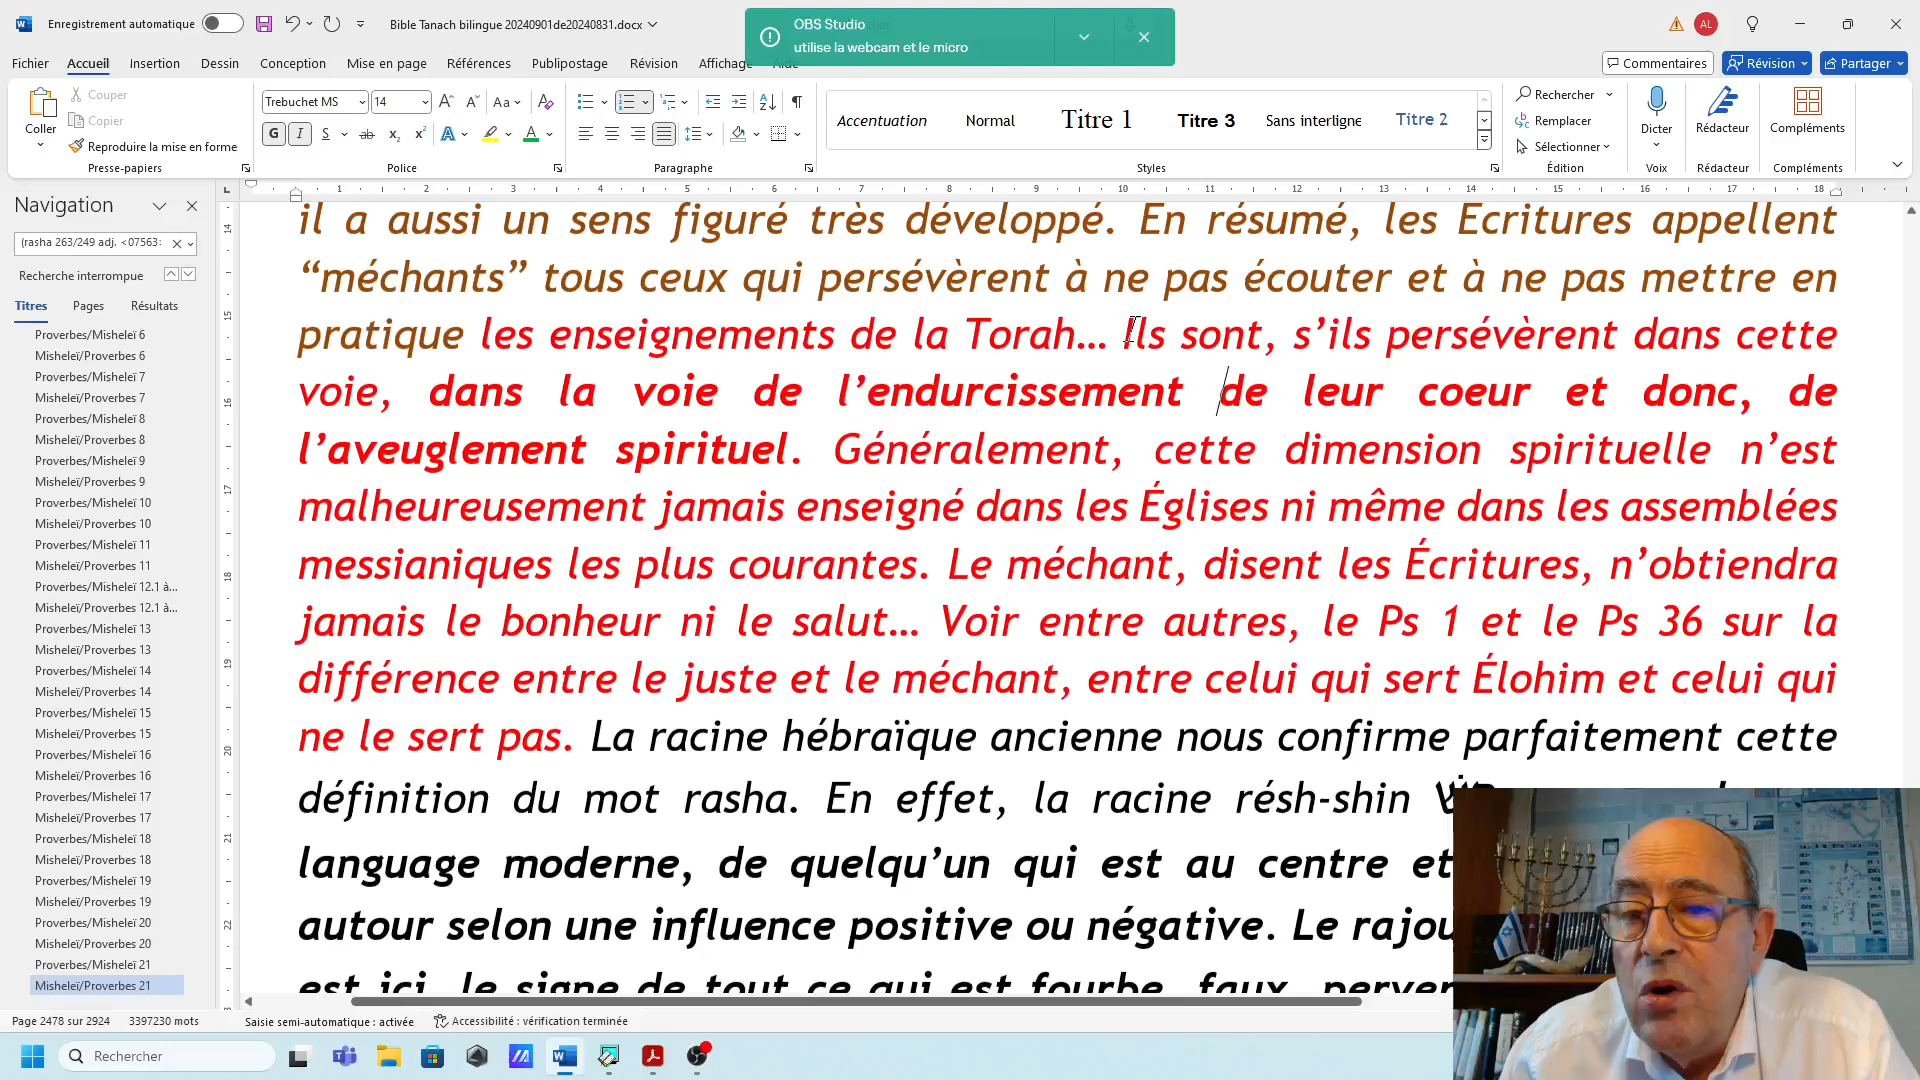 Enregistrement automatique
Bible Tanach bilingue 20240901de20240831.docx
OBS Studio
utilise la webcam et le micro
AL
Fichier
Accueil
Insertion
Dessin
Conception
Mise en page
Références
Publipostage
Révision
Affichage
Aide
Commentaires
Révision
Partager
Coller
Couper
Copier
Reproduire la mise en forme
Presse-papiers
Trebuchet MS
14
Police
Paragraphe
Accentuation
Normal
Titre 1
Titre 3
Sans interligne
Titre 2
Styles
Rechercher
Remplacer
Sélectionner
Édition
Dicter
Voix
Rédacteur
Rédacteur
Compléments
Compléments
Navigation
(rasha 263/249 adj. <07563:
Recherche interrompue
Titres
Pages
Résultats
Proverbes/Misheleï 6
Misheleï/Proverbes 6
Proverbes/Misheleï 7
Misheleï/Proverbes 7
Proverbes/Misheleï 8
Misheleï/Proverbes 8
Proverbes/Misheleï 9
Misheleï/Proverbes 9
Proverbes/Misheleï 10
Misheleï/Proverbes 10
Proverbes/Misheleï 11
Misheleï/Proverbes 11
Proverbes/Misheleï 12.1 à...
Misheleï/Proverbes 12.1 à...
Proverbes/Misheleï 13
Misheleï/Proverbes 13
Proverbes/Misheleï 14
Misheleï/Proverbes 14
Proverbes/Misheleï 15
Misheleï/Proverbes 15
Proverbes/Misheleï 16
Misheleï/Proverbes 16
Proverbes/Misheleï 17
Misheleï/Proverbes 17
Proverbes/Misheleï 18
Misheleï/Proverbes 18
Proverbes/Misheleï 19
Misheleï/Proverbes 19
Proverbes/Misheleï 20
Misheleï/Proverbes 20
Proverbes/Misheleï 21
Misheleï/Proverbes 21
il a aussi un sens figuré très développé. En résumé, les Ecritures appellent
“méchants” tous ceux qui persévèrent à ne pas écouter et à ne pas mettre en
pratique les enseignements de la Torah… Ils sont, s’ils persévèrent dans cette
voie, dans la voie de l’endurcissement de leur coeur et donc, de
l’aveuglement spirituel. Généralement, cette dimension spirituelle n’est
malheureusement jamais enseigné dans les Églises ni même dans les assemblées
messianiques les plus courantes. Le méchant, disent les Écritures, n’obtiendra
jamais le bonheur ni le salut… Voir entre autres, le Ps 1 et le Ps 36 sur la
différence entre le juste et le méchant, entre celui qui sert Élohim et celui qui
ne le sert pas. La racine hébraïque ancienne nous confirme parfaitement cette
définition du mot rasha. En effet, la racine résh-shin
language moderne, de quelqu’un qui est au centre et
autour selon une influence positive ou négative. Le
est ici, le signe de tout ce qui est fourbe, faux,
Page 2478 sur 2924
3397230 mots
Saisie semi-automatique : activée
Accessibilité : vérification terminée
Rechercher